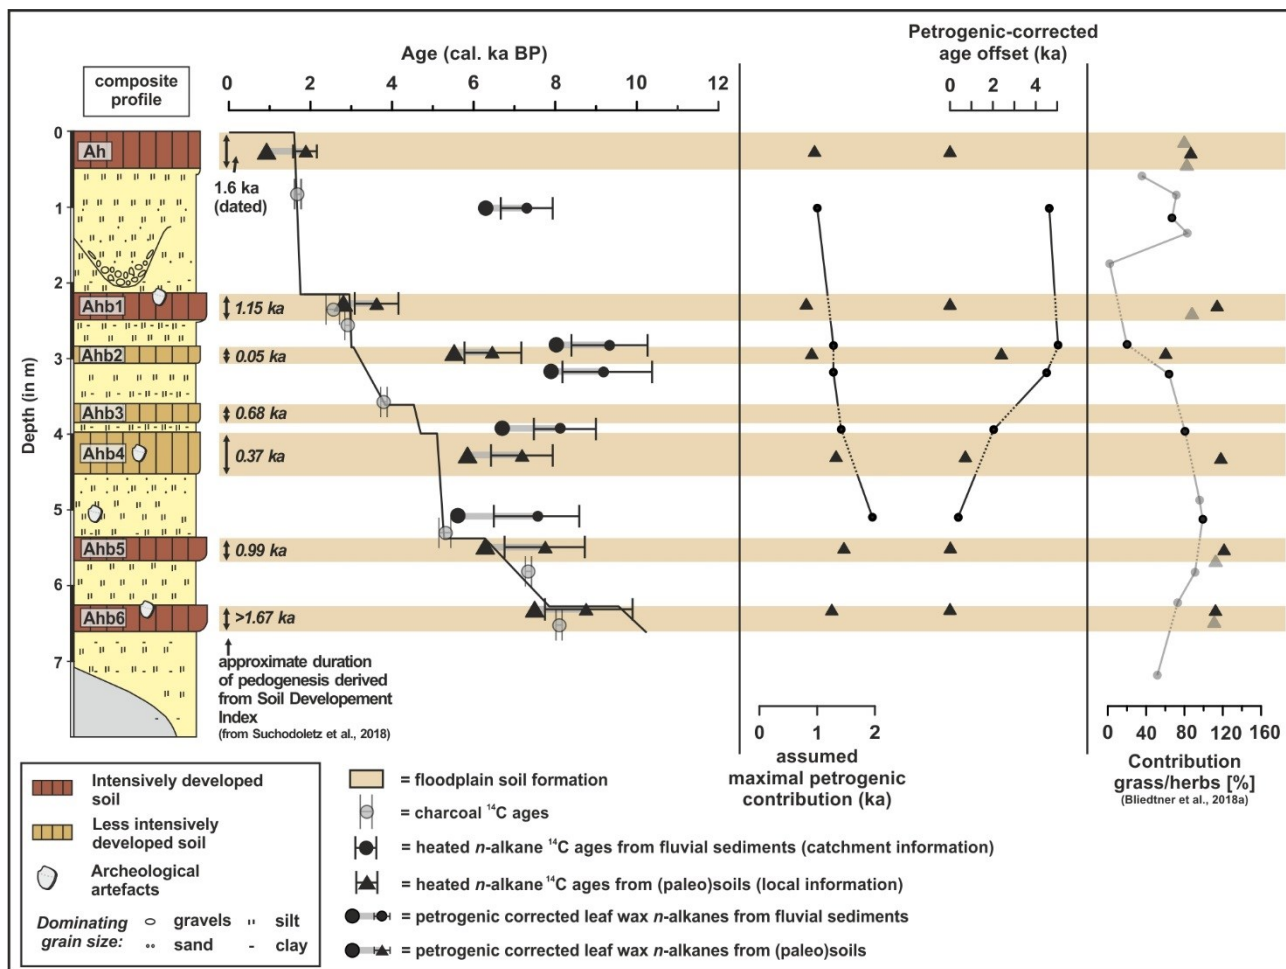 Petrogenic-corrected
age offset (ka)
Age (cal. ka BP)
composite
profile
0 2 4 6 8 10 12
0 2 4
Depth (in m)
0
1
2
3
4
5
6
7
Ah
Ahb1
Ahb2
Ahb3
Ahb4
Ahb5
Ahb6
1.6 ka
(dated)
1.15 ka
0.05 ka
0.68 ka
0.37 ka
0.99 ka
>1.67 ka
approximate duration
of pedogenesis derived
from Soil Developement
Index
(from Suchodoletz et al., 2018)
0 1 2
assumed
maximal petrogenic
contribution (ka)
0 40 80 120 160
Contribution
grass/herbs [%]
(Bliedtner et al., 2018a)
Intensively developed
soil
Less intensively
developed soil
Archeological
artefacts
Dominating
grain size:
gravels
silt
sand
clay
= floodplain soil formation
= charcoal ¹⁴C ages
= heated n-alkane ¹⁴C ages from fluvial sediments (catchment information)
= heated n-alkane ¹⁴C ages from (paleo)soils (local information)
= petrogenic corrected leaf wax n-alkanes from fluvial sediments
= petrogenic corrected leaf wax n-alkanes from (paleo)soils